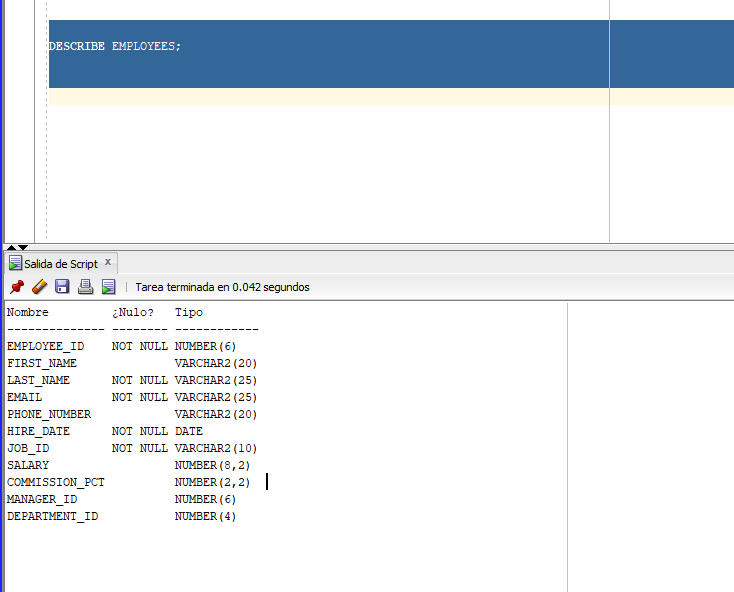 DESCRIBE EMPLOYEES;
Salida de Script x
Tarea terminada en 0.042 segundos
Nombre         ¿Nulo?   Tipo
-------------- -------- ------------
EMPLOYEE_ID    NOT NULL NUMBER(6)
FIRST_NAME              VARCHAR2(20)
LAST_NAME      NOT NULL VARCHAR2(25)
EMAIL          NOT NULL VARCHAR2(25)
PHONE_NUMBER            VARCHAR2(20)
HIRE_DATE      NOT NULL DATE
JOB_ID         NOT NULL VARCHAR2(10)
SALARY                  NUMBER(8,2)
COMMISSION_PCT          NUMBER(2,2)
MANAGER_ID              NUMBER(6)
DEPARTMENT_ID           NUMBER(4)